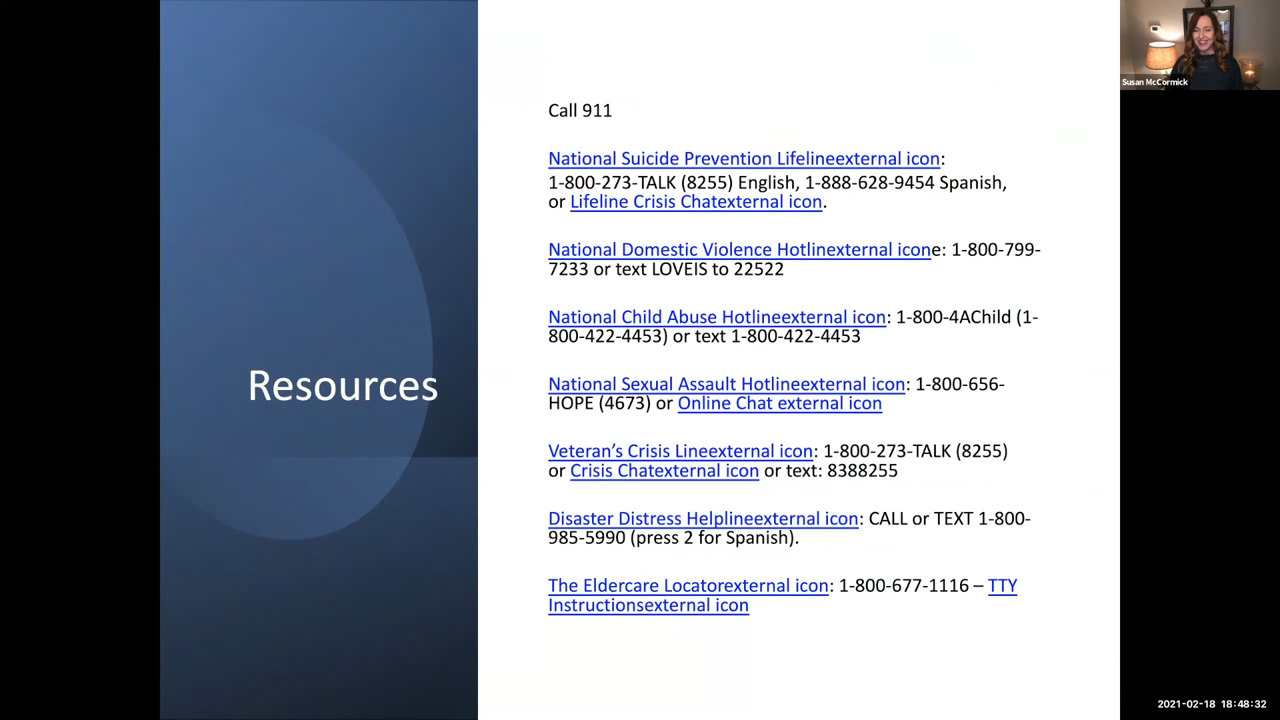 Resources
Call 911
National Suicide Prevention Lifelineexternal icon:
1-800-273-TALK (8255) English, 1-888-628-9454 Spanish,
or Lifeline Crisis Chatexternal icon.
National Domestic Violence Hotlinexternal icone: 1-800-799-
7233 or text LOVEIS to 22522
National Child Abuse Hotlineexternal icon: 1-800-4AChild (1-
800-422-4453) or text 1-800-422-4453
National Sexual Assault Hotlineexternal icon: 1-800-656-
HOPE (4673) or Online Chat external icon
Veteran’s Crisis Lineexternal icon: 1-800-273-TALK (8255)
or Crisis Chatexternal icon or text: 8388255
Disaster Distress Helplineexternal icon: CALL or TEXT 1-800-
985-5990 (press 2 for Spanish).
The Eldercare Locatorexternal icon: 1-800-677-1116 – TTY
Instructionsexternal icon
Susan McCormick
2021-02-18 18:48:32